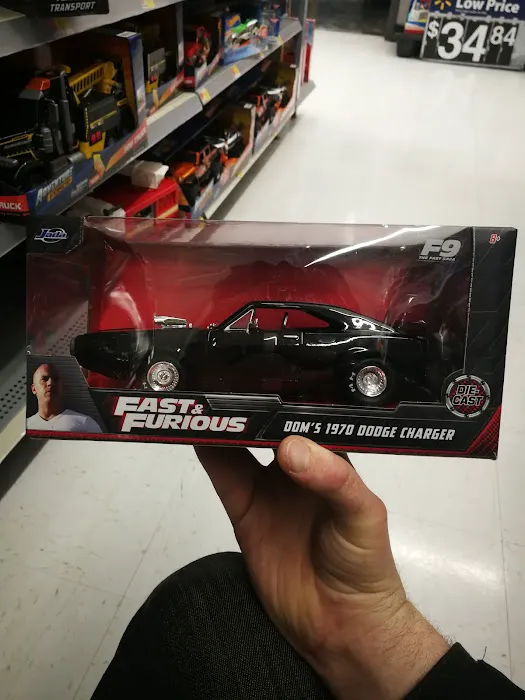 TRANSPORT
Low Price
$34.84
Jada
F9
THE FAST SAGA
8+
TRUCK
DIE-
CAST
FAST &
FURIOUS
DOM'S 1970 DODGE CHARGER